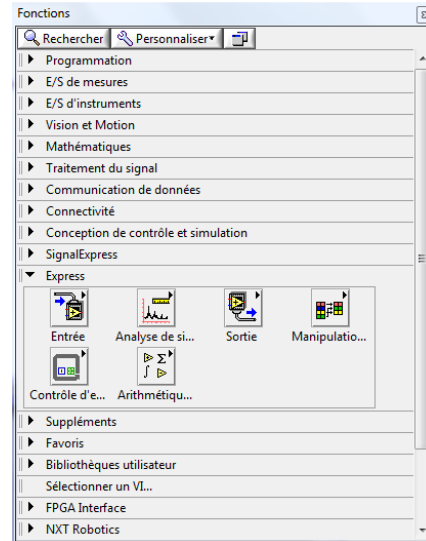 Fonctions
Rechercher Personnaliser
Programmation
E/S de mesures
E/S d'instruments
Vision et Motion
Mathématiques
Traitement du signal
Communication de données
Connectivité
Conception de contrôle et simulation
SignalExpress
Express
Entrée Analyse de si... Sortie Manipulatio...
Contrôle d'e... Arithmétiqu...
Suppléments
Favoris
Bibliothèques utilisateur
Sélectionner un VI...
FPGA Interface
NXT Robotics